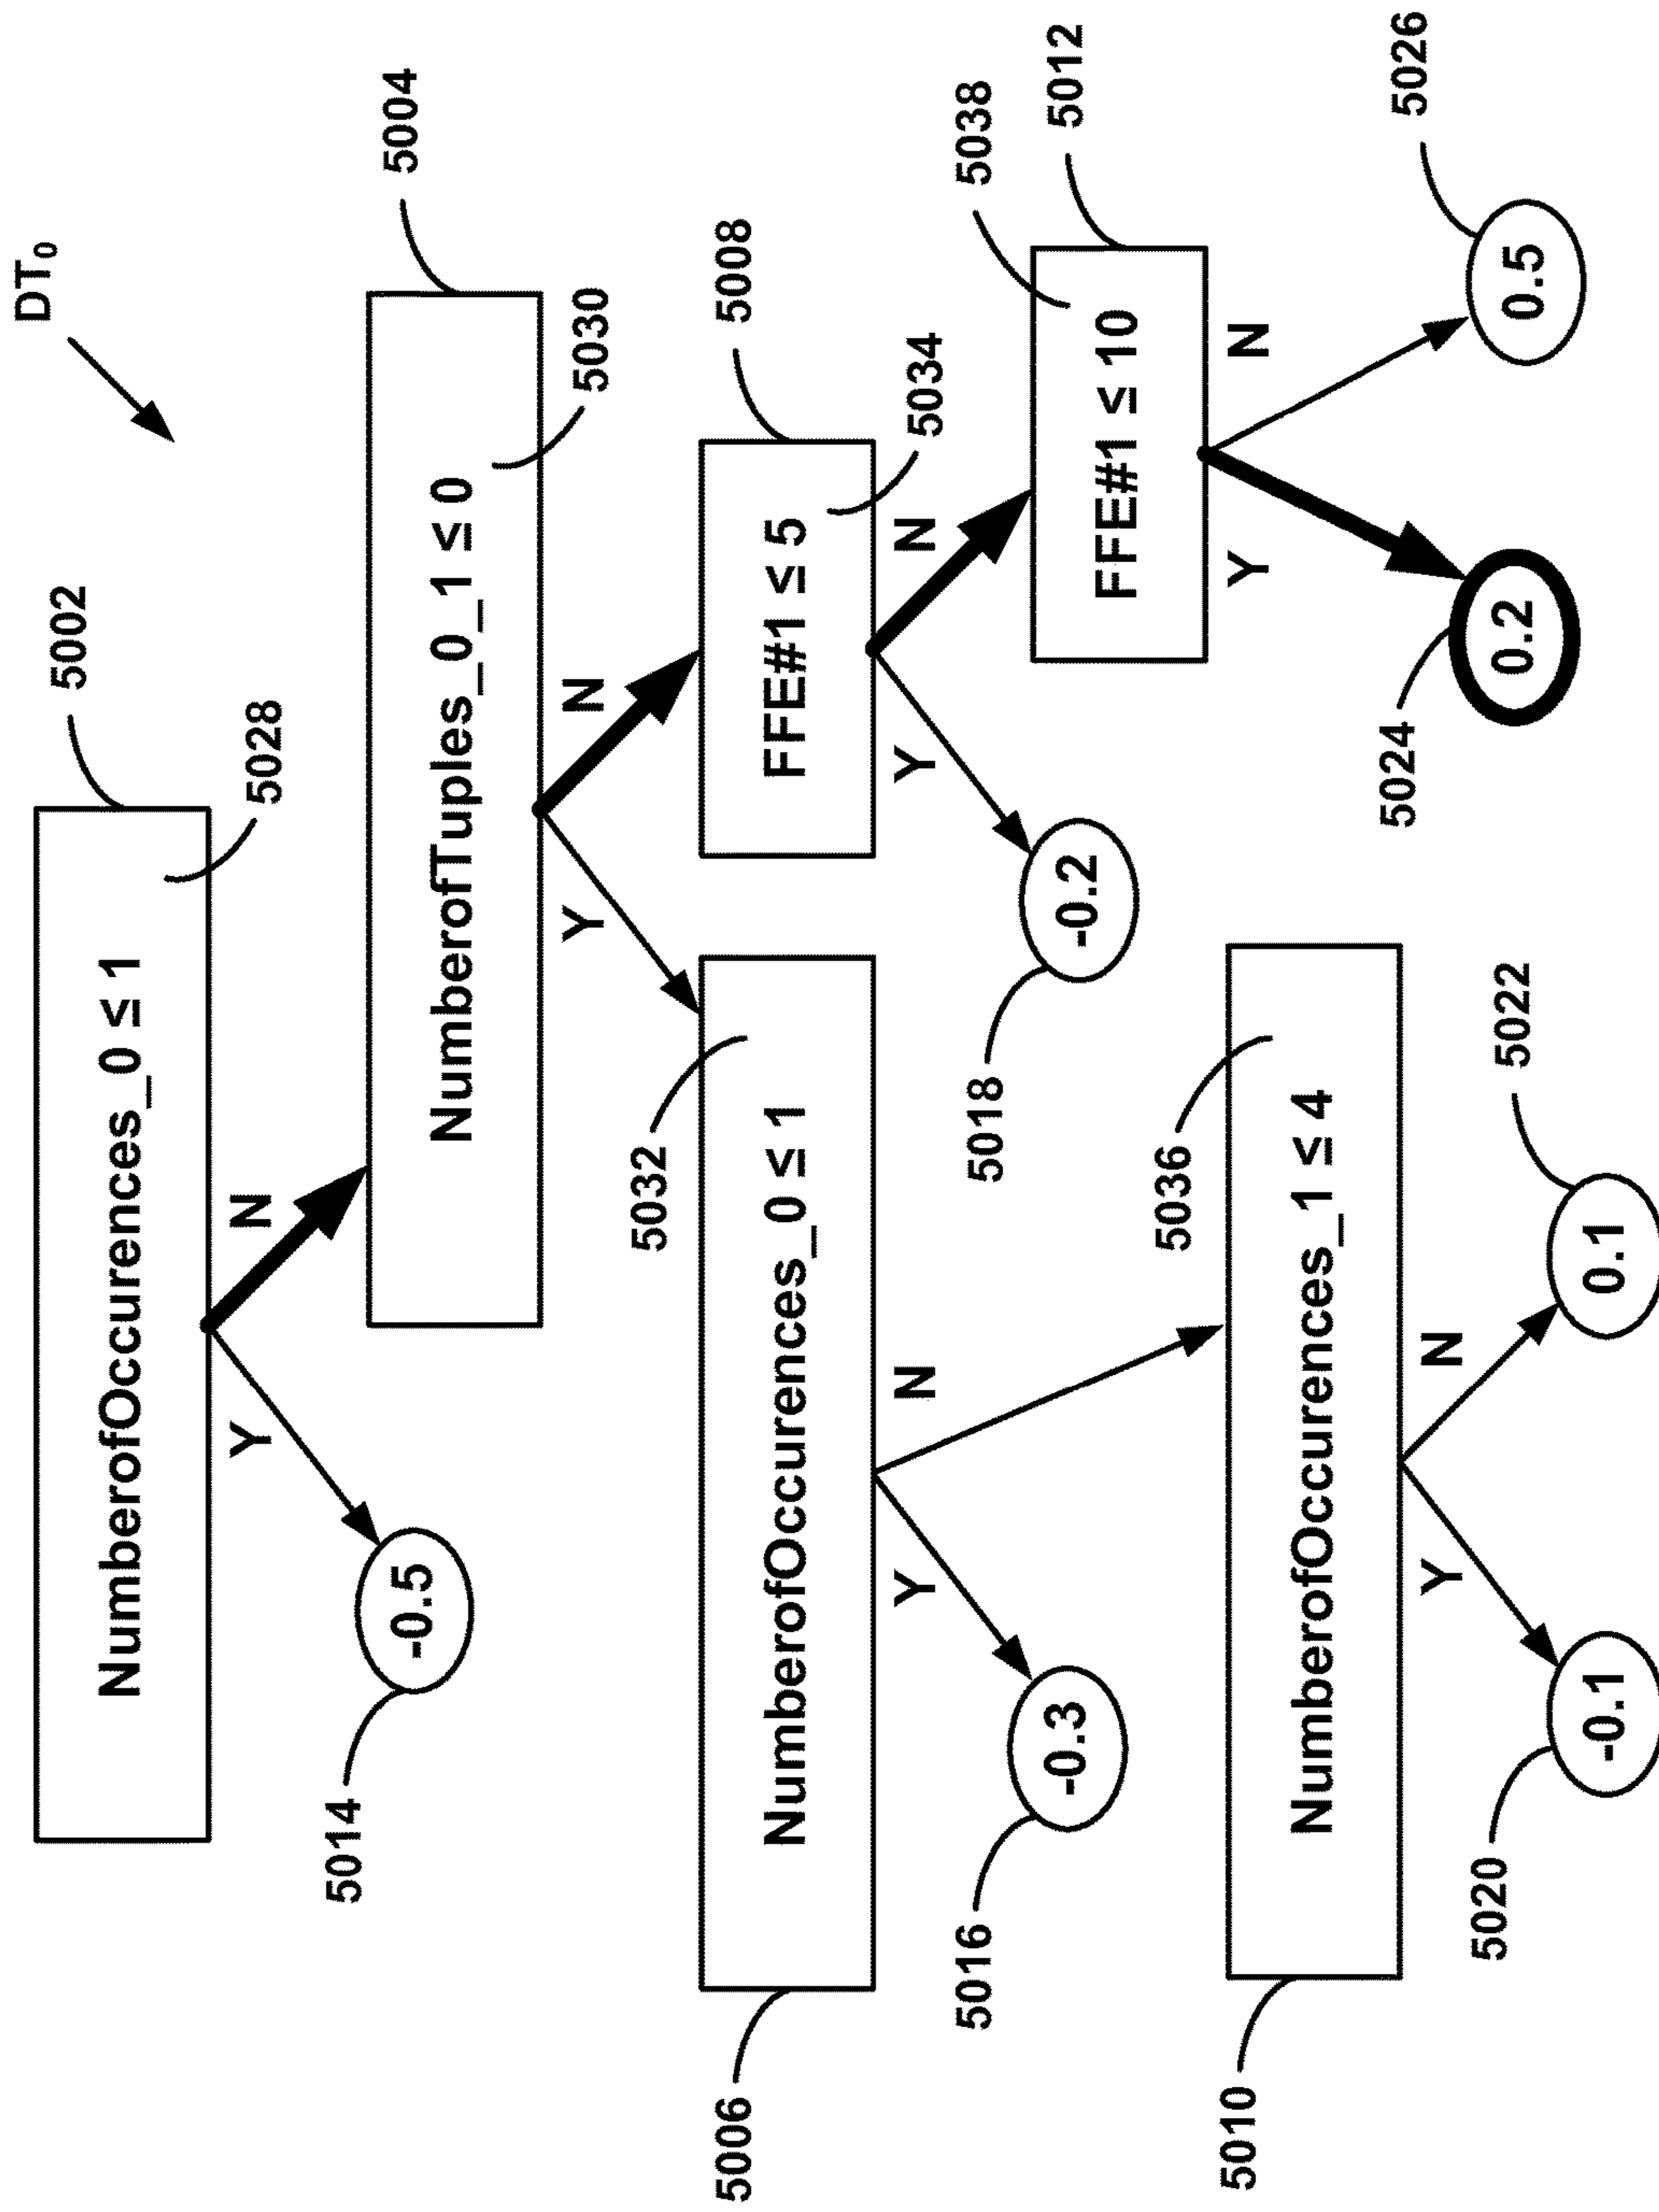 DT₀
NumberofOccurences_0 ≤ 1
5002
5028
Y
N
5014
-0.5
NumberofTuples_0_1 ≤ 0
5004
5030
Y
N
5006
NumberofOccurences_0 ≤ 1
5032
FFE#1 ≤ 5
5008
5034
Y
N
Y
N
5016
-0.3
5018
-0.2
FFE#1 ≤ 10
5038
5012
Y
N
5010
NumberofOccurences_1 ≤ 4
5036
5024
0.2
0.5
5026
Y
N
5020
-0.1
0.1
5022